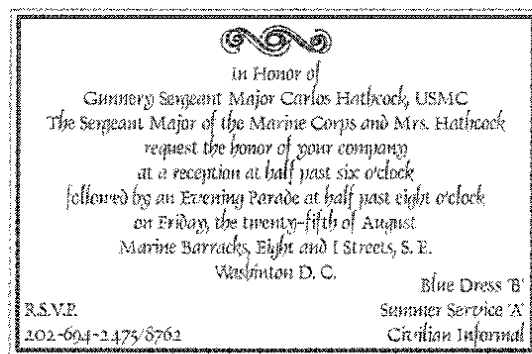 In Honor of
Gunnery Sergeant Major Carlos Hathcock, USMC
The Sergeant Major of the Marine Corps and Mrs. Hathcock
request the honor of your company
at a reception at half past six o'clock
followed by an Evening Parade at half past eight o'clock
on Friday, the twenty-fifth of August
Marine Barracks, Eight and I Streets, S. E.
Washinton D. C.
Blue Dress 'B'
R.S.V.P. Summer Service 'A'
202-694-2475/8762 Civilian Informal